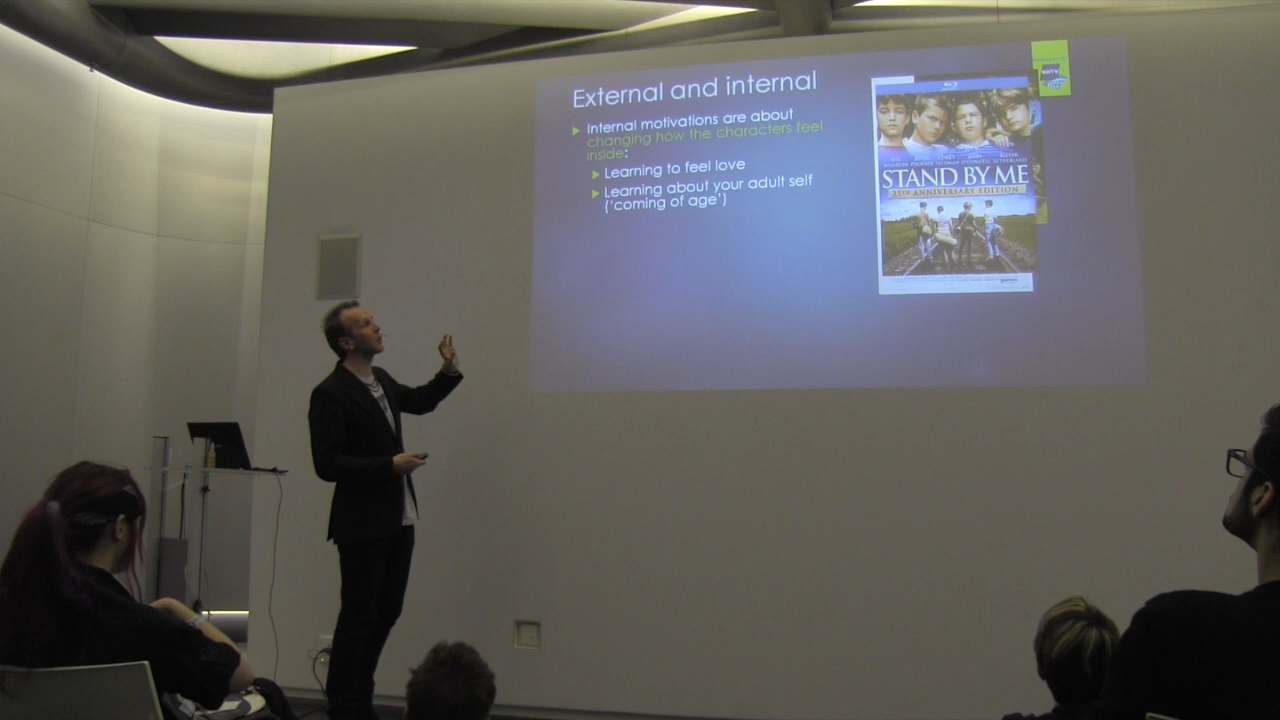 External and internal
Internal motivations are about
changing how the characters feel
inside:
Learning to feel love
Learning about your adult self
('coming of age')
STAND BY ME
25TH ANNIVERSARY EDITION